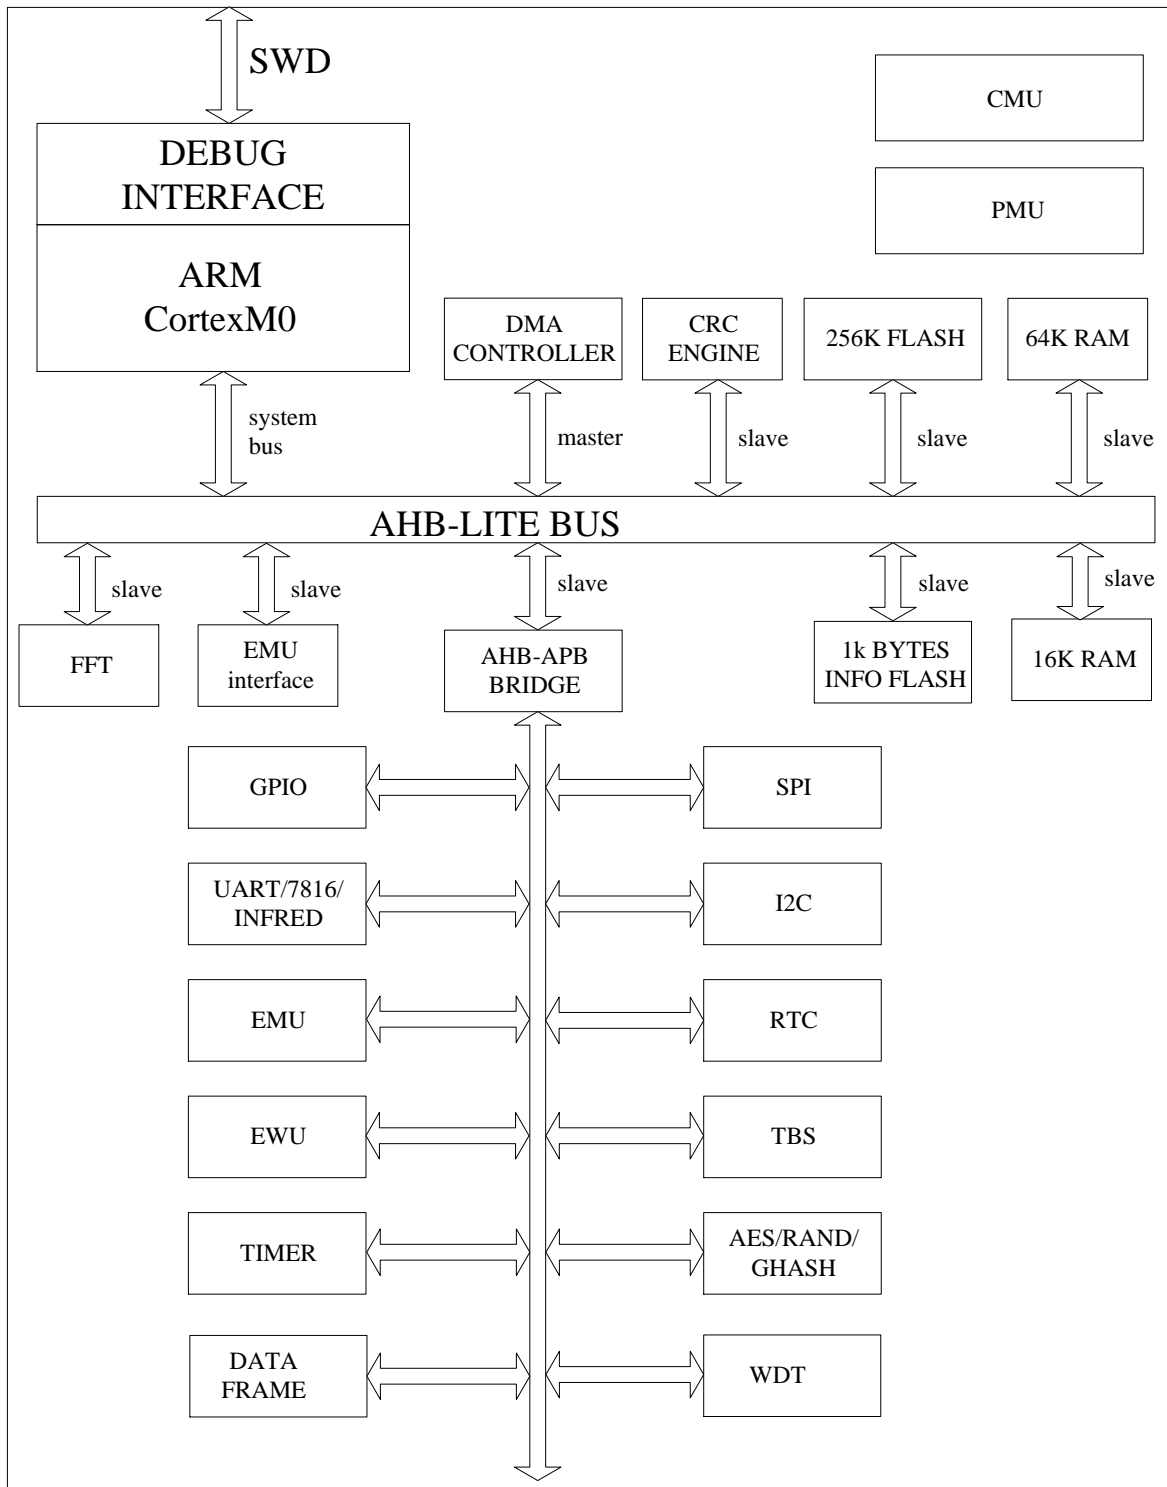 SWD
CMU
DEBUG
INTERFACE
PMU
ARM
CortexM0
DMA
CONTROLLER
CRC
ENGINE
256K FLASH
64K RAM
system
bus
master
slave
slave
slave
AHB-LITE BUS
slave
slave
slave
slave
slave
FFT
EMU
interface
AHB-APB
BRIDGE
1k BYTES
INFO FLASH
16K RAM
GPIO
SPI
UART/7816/
INFRED
I2C
EMU
RTC
EWU
TBS
TIMER
AES/RAND/
GHASH
DATA
FRAME
WDT